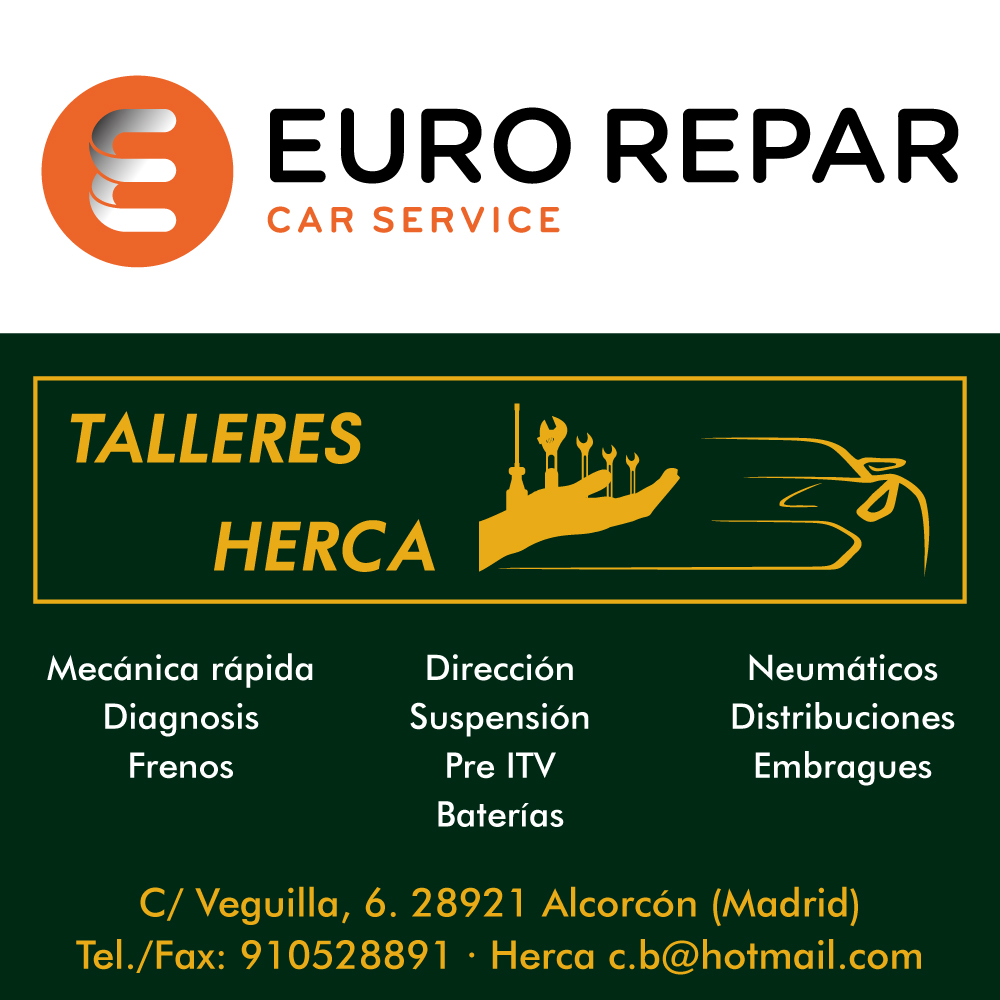 EURO REPAR
CAR SERVICE
TALLERES
HERCA
Mecánica rápida
Diagnosis
Frenos
Dirección
Suspensión
Pre ITV
Baterías
Neumáticos
Distribuciones
Embragues
C/ Veguilla, 6. 28921 Alcorcón (Madrid)
Tel./Fax: 910528891 · Herca c.b@hotmail.com